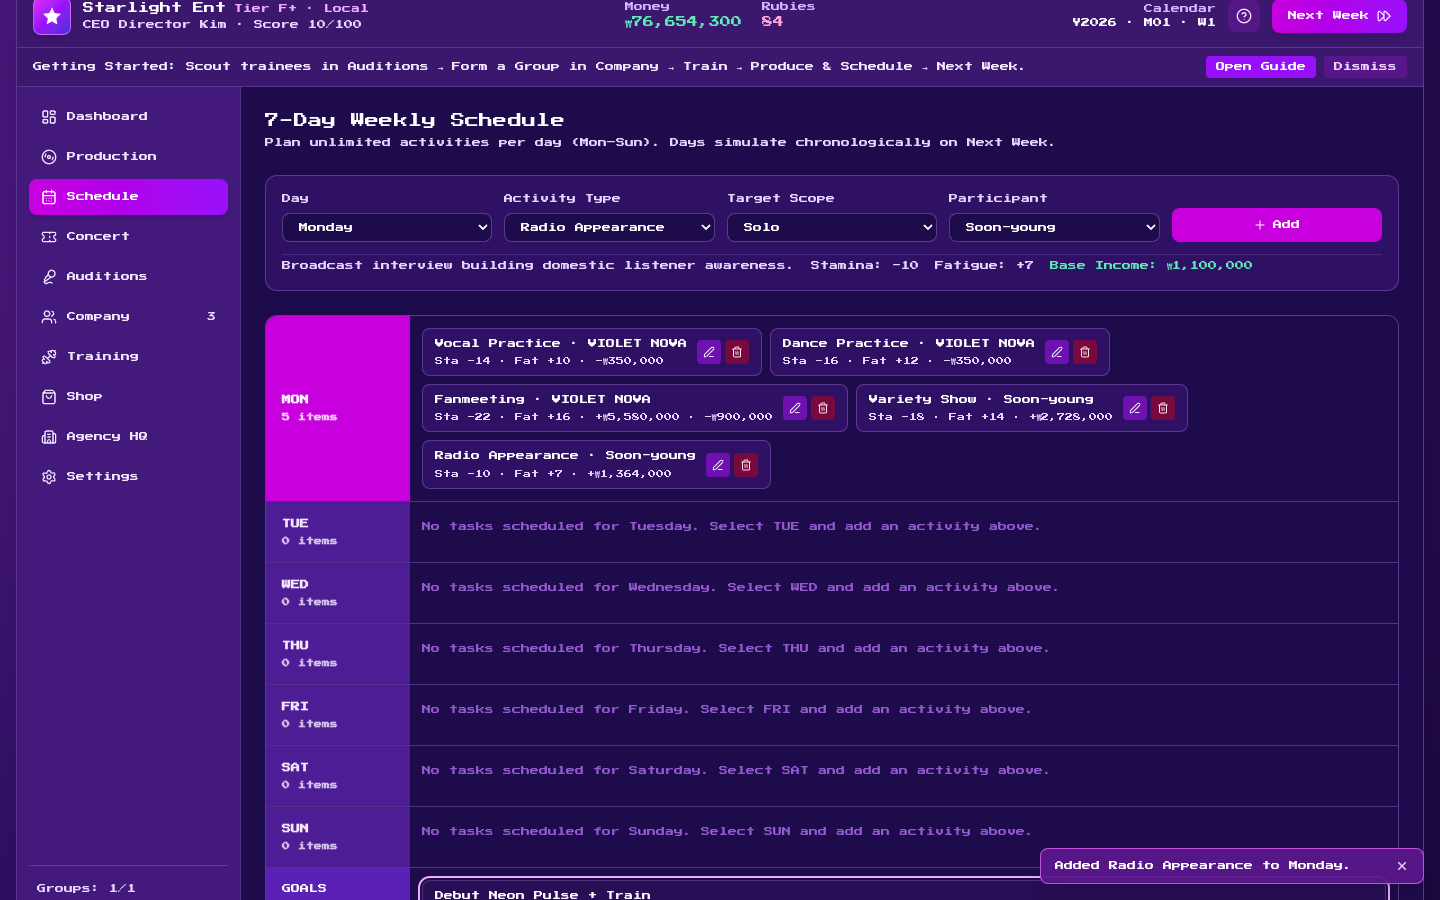 Starlight Ent Tier F+ · Local
CEO Director Kim · Score 10/100
Money
₩76,654,300
Rubies
84
Calendar
Y2026 · M01 · W1
Next Week
Getting Started: Scout trainees in Auditions → Form a Group in Company → Train → Produce & Schedule → Next Week.
Open Guide
Dismiss
Dashboard
Production
Schedule
Concert
Auditions
Company 3
Training
Shop
Agency HQ
Settings
Groups: 1/1
7-Day Weekly Schedule
Plan unlimited activities per day (Mon-Sun). Days simulate chronologically on Next Week.
Day
Monday
Activity Type
Radio Appearance
Target Scope
Solo
Participant
Soon-young
+ Add
Broadcast interview building domestic listener awareness. Stamina: -10 Fatigue: +7 Base Income: ₩1,100,000
MON
5 items
Vocal Practice · VIOLET NOVA
Sta -14 · Fat +10 · -₩350,000
Dance Practice · VIOLET NOVA
Sta -16 · Fat +12 · -₩350,000
Fanmeeting · VIOLET NOVA
Sta -22 · Fat +16 · +₩5,580,000 · -₩900,000
Variety Show · Soon-young
Sta -18 · Fat +14 · +₩2,728,000
Radio Appearance · Soon-young
Sta -10 · Fat +7 · +₩1,364,000
TUE
0 items
No tasks scheduled for Tuesday. Select TUE and add an activity above.
WED
0 items
No tasks scheduled for Wednesday. Select WED and add an activity above.
THU
0 items
No tasks scheduled for Thursday. Select THU and add an activity above.
FRI
0 items
No tasks scheduled for Friday. Select FRI and add an activity above.
SAT
0 items
No tasks scheduled for Saturday. Select SAT and add an activity above.
SUN
0 items
No tasks scheduled for Sunday. Select SUN and add an activity above.
GOALS
Debut Neon Pulse + Train
Added Radio Appearance to Monday.